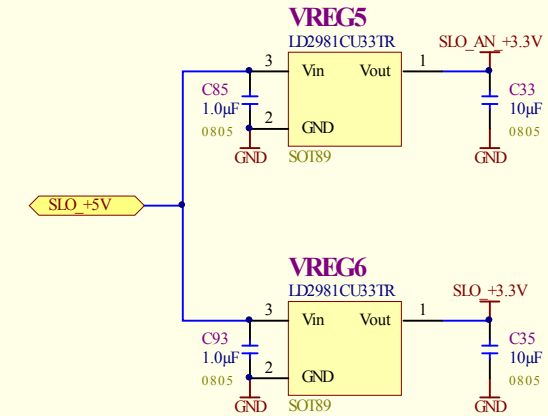 VREG5
LD2981CU33TR
SLO_AN_+3.3V
3
Vin
Vout
1
C85
1.0µF
0805
2
GND
GND
SOT89
C33
10µF
0805
GND
SLO_+5V
VREG6
LD2981CU33TR
SLO_+3.3V
3
Vin
Vout
1
C93
1.0µF
0805
2
GND
GND
SOT89
C35
10µF
0805
GND